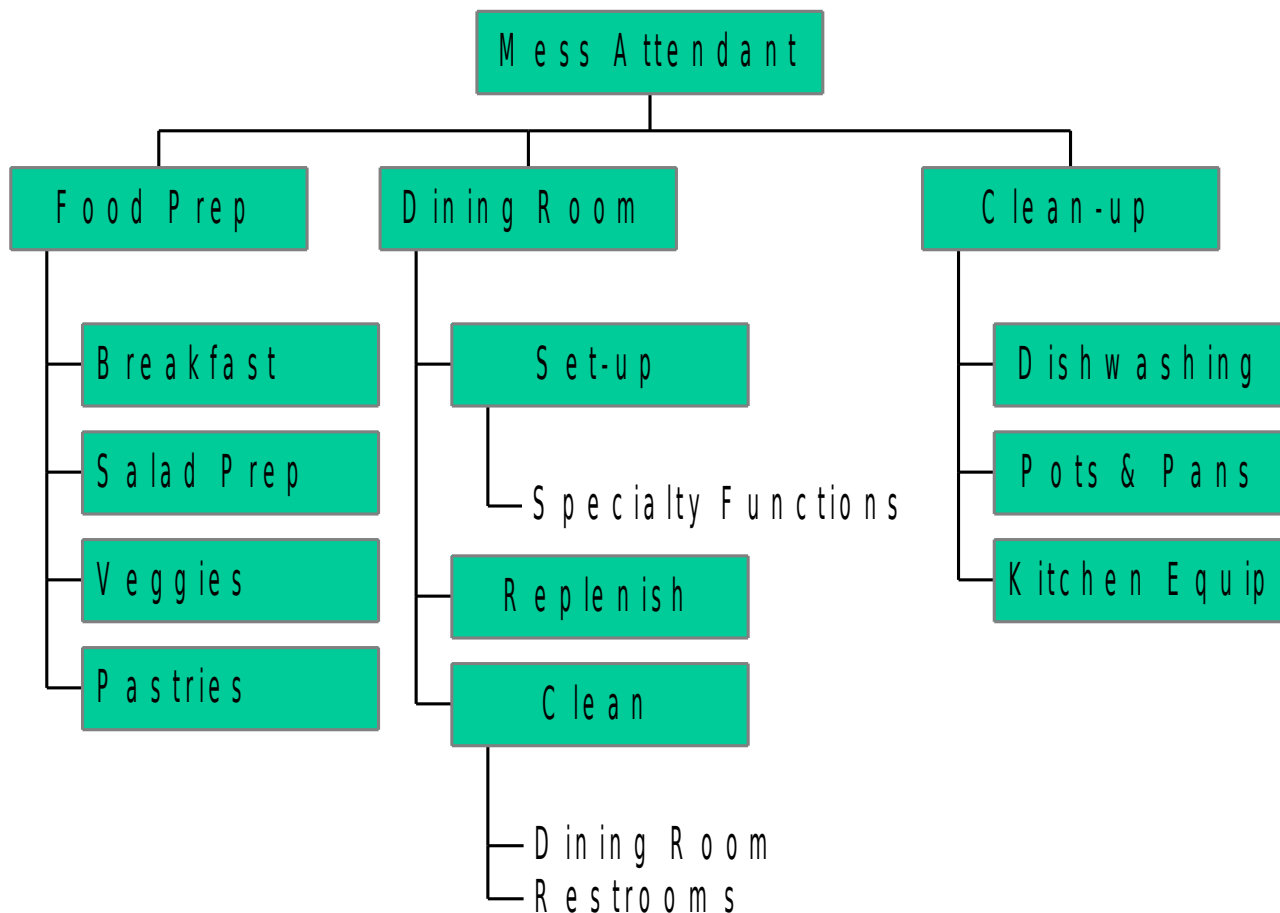 Mess Attendant
Food Prep
Breakfast
Salad Prep
Veggies
Pastries
Dining Room
Set-up
Specialty Functions
Replenish
Clean
Dining Room
Restrooms
Clean-up
Dishwashing
Pots & Pans
Kitchen Equip